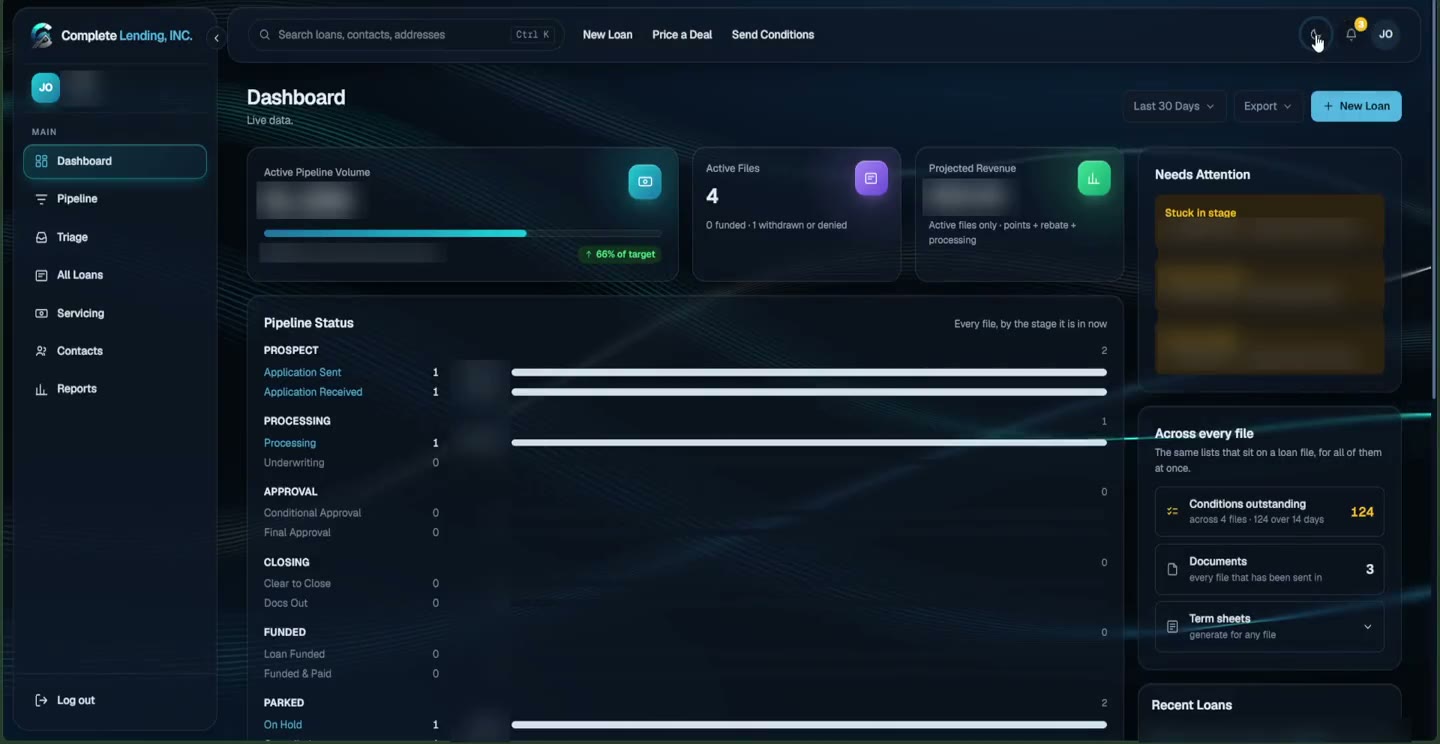 Complete Lending, INC.
Search loans, contacts, addresses
Ctrl K
New Loan
Price a Deal
Send Conditions
3
JO
JO
MAIN
Dashboard
Pipeline
Triage
All Loans
Servicing
Contacts
Reports
Log out
Dashboard
Live data.
Last 30 Days
Export
+ New Loan
Active Pipeline Volume
↑ 66% of target
Active Files
4
0 funded · 1 withdrawn or denied
Projected Revenue
Active files only · points + rebate +
processing
Pipeline Status
Every file, by the stage it is in now
PROSPECT 2
Application Sent 1
Application Received 1
PROCESSING 1
Processing 1
Underwriting 0
APPROVAL 0
Conditional Approval 0
Final Approval 0
CLOSING 0
Clear to Close 0
Docs Out 0
FUNDED 0
Loan Funded 0
Funded & Paid 0
PARKED 2
On Hold 1
Needs Attention
Stuck in stage
Across every file
The same lists that sit on a loan file, for all of them
at once.
Conditions outstanding
across 4 files · 124 over 14 days
124
Documents
every file that has been sent in
3
Term sheets
generate for any file
Recent Loans